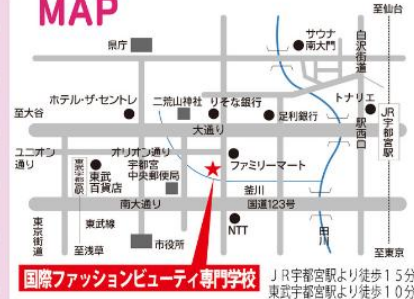 MAP
至仙台
サウナ
南大門
白沢街道
県庁
ホテル・ザ・セントレ
二荒山神社
りそな銀行
トナリエ
至大谷
足利銀行
JR宇都宮駅
大通り
駅西口
ユニオン
通り
オリオン通り
東武宇都宮駅
東武
百貨店
宇都宮
中央郵便局
ファミリーマート
釜川
南大通り
国道123号
東京街道
東武線
NTT
田川
至浅草
市役所
至東京
国際ファッションビューティ専門学校
JR宇都宮駅より徒歩15分
東武宇都宮駅より徒歩10分